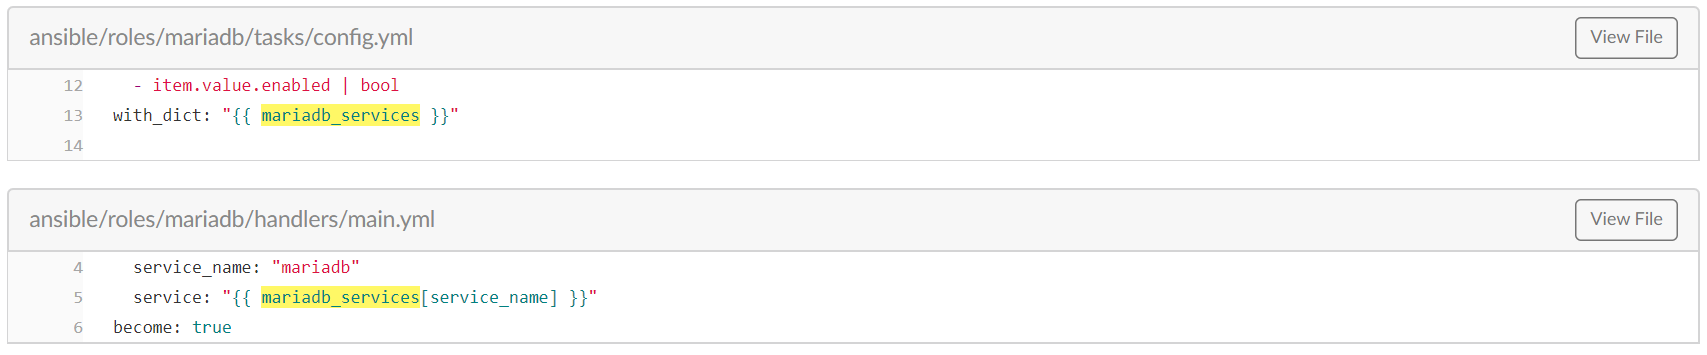 ansible/roles/mariadb/tasks/config.yml View File
12 - item.value.enabled | bool
13 with_dict: "{{ mariadb_services }}"
14
ansible/roles/mariadb/handlers/main.yml View File
4 service_name: "mariadb"
5 service: "{{ mariadb_services[service_name] }}"
6 become: true